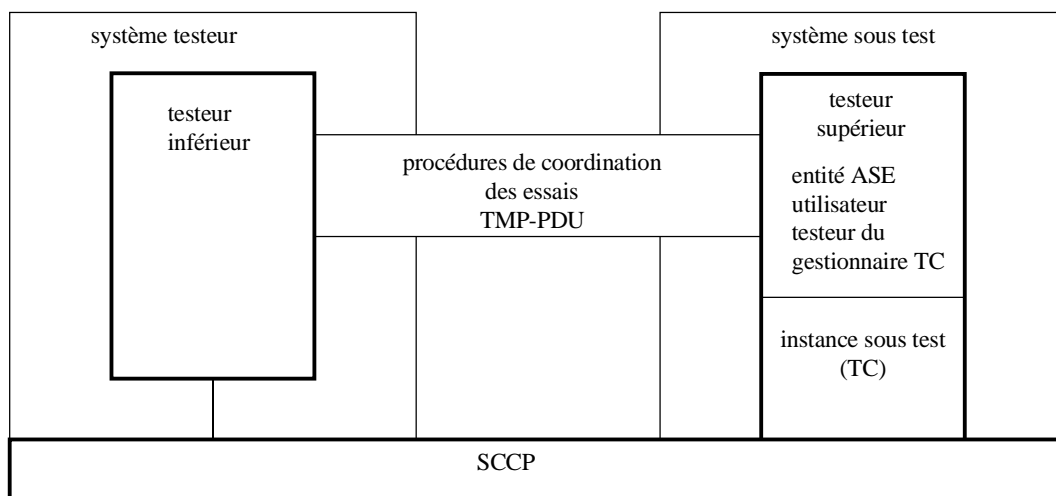 système testeur
testeur
inférieur
procédures de coordination
des essais
TMP-PDU
système sous test
testeur
supérieur
entité ASE
utilisateur
testeur du
gestionnaire TC
instance sous test
(TC)
SCCP